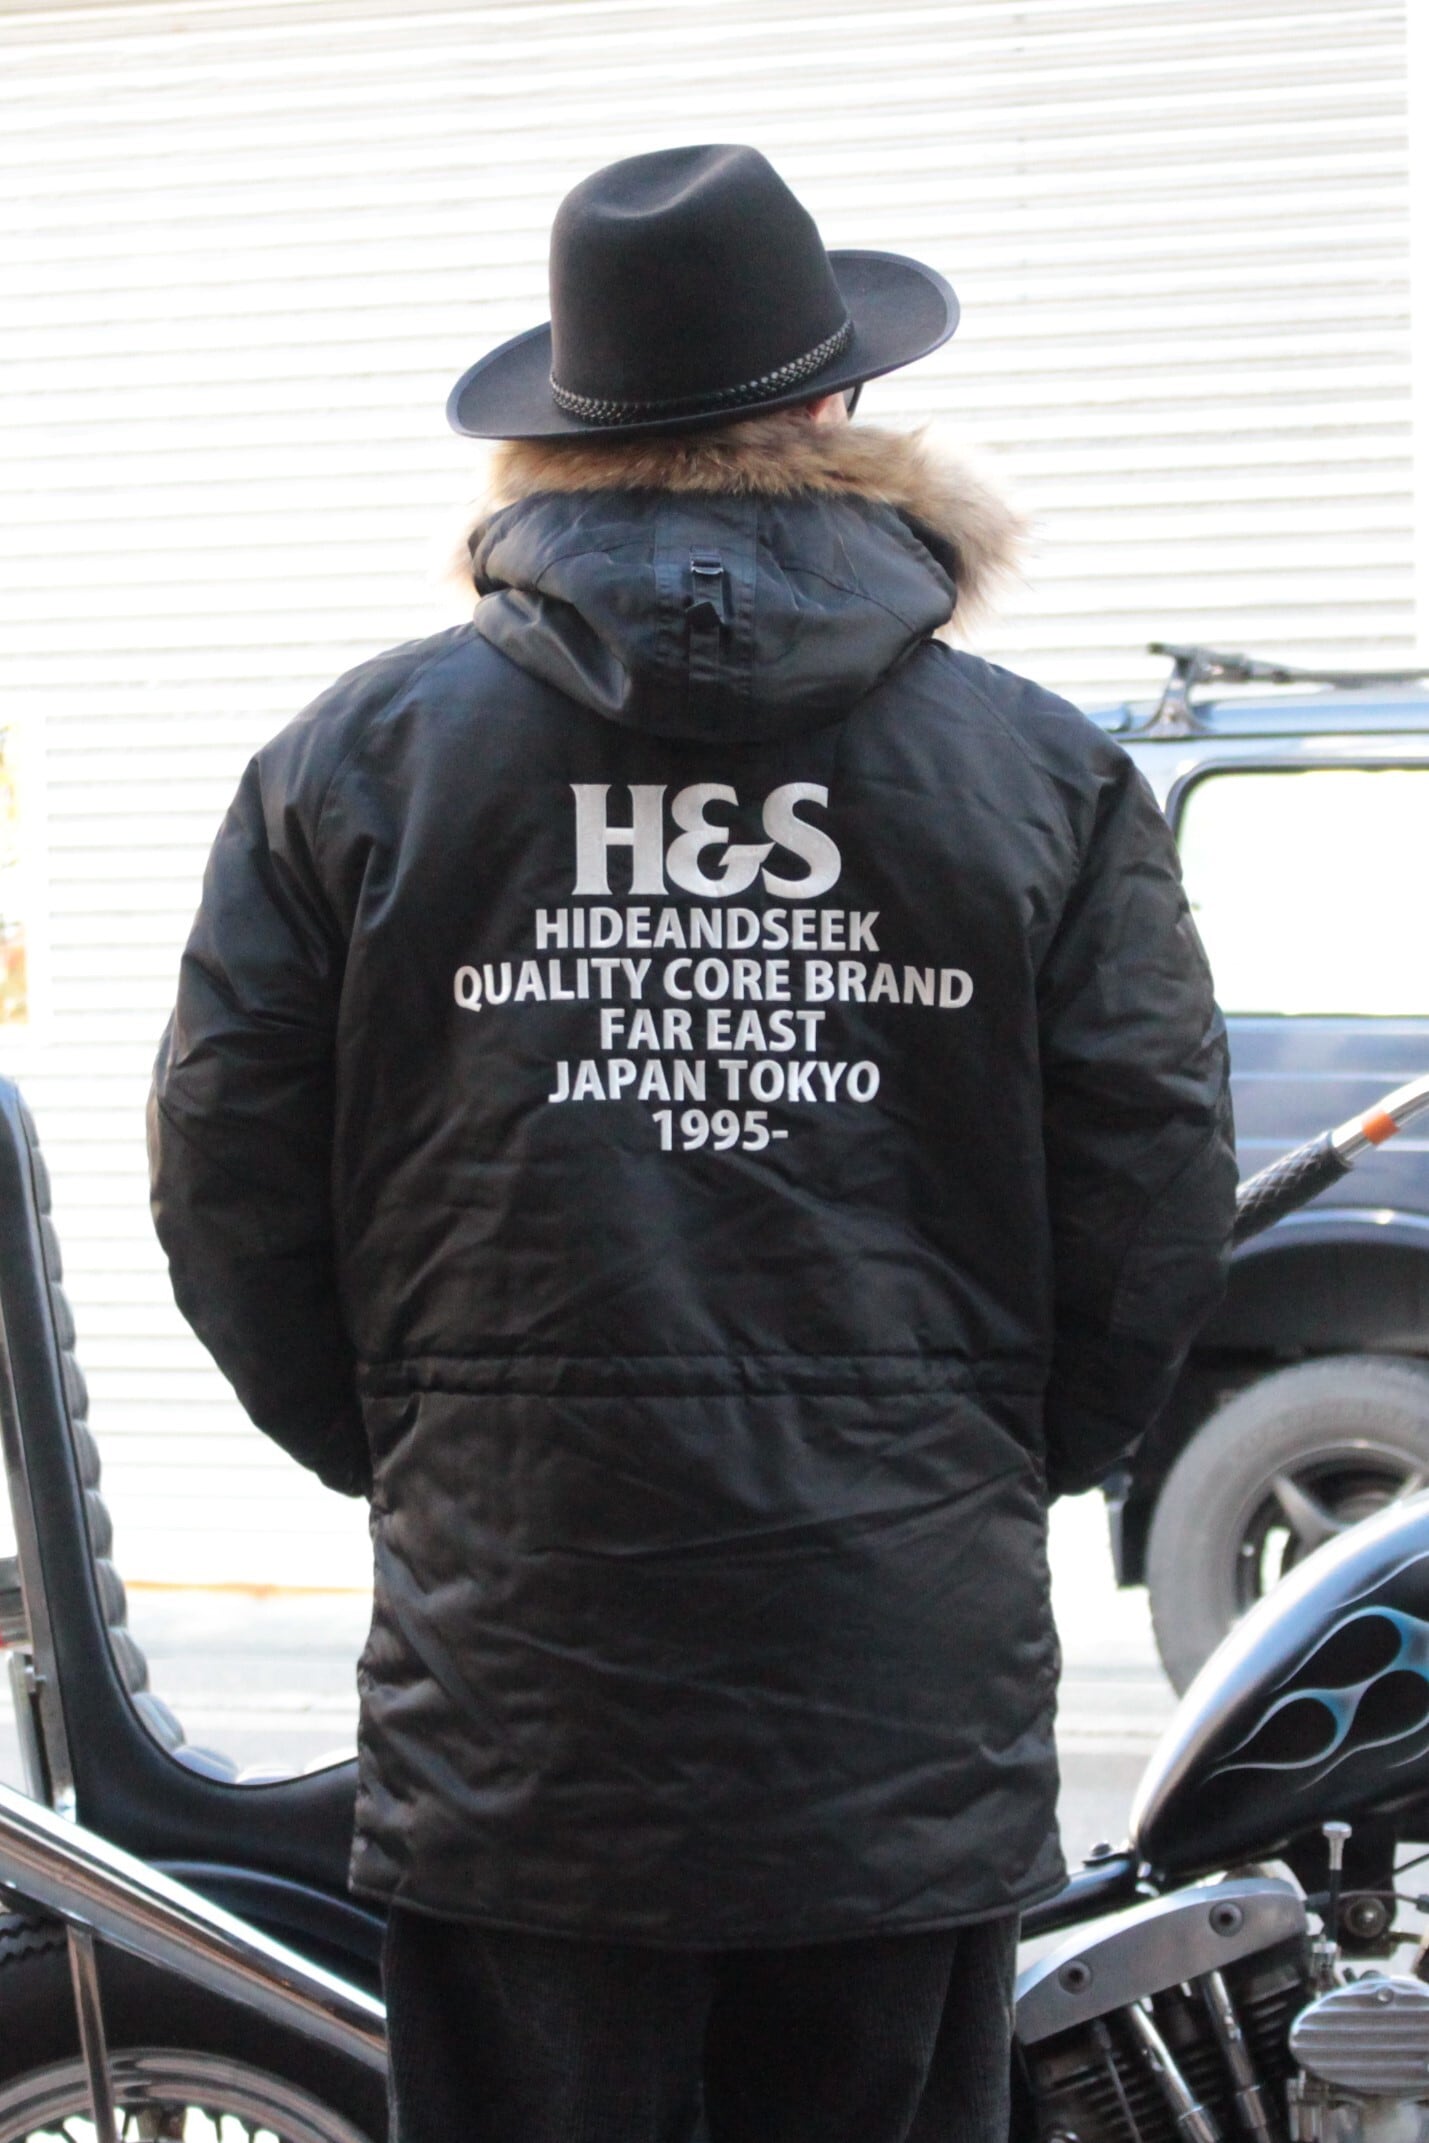 H&S
HIDEANDSEEK
QUALITY CORE BRAND
FAR EAST
JAPAN TOKYO
1995-